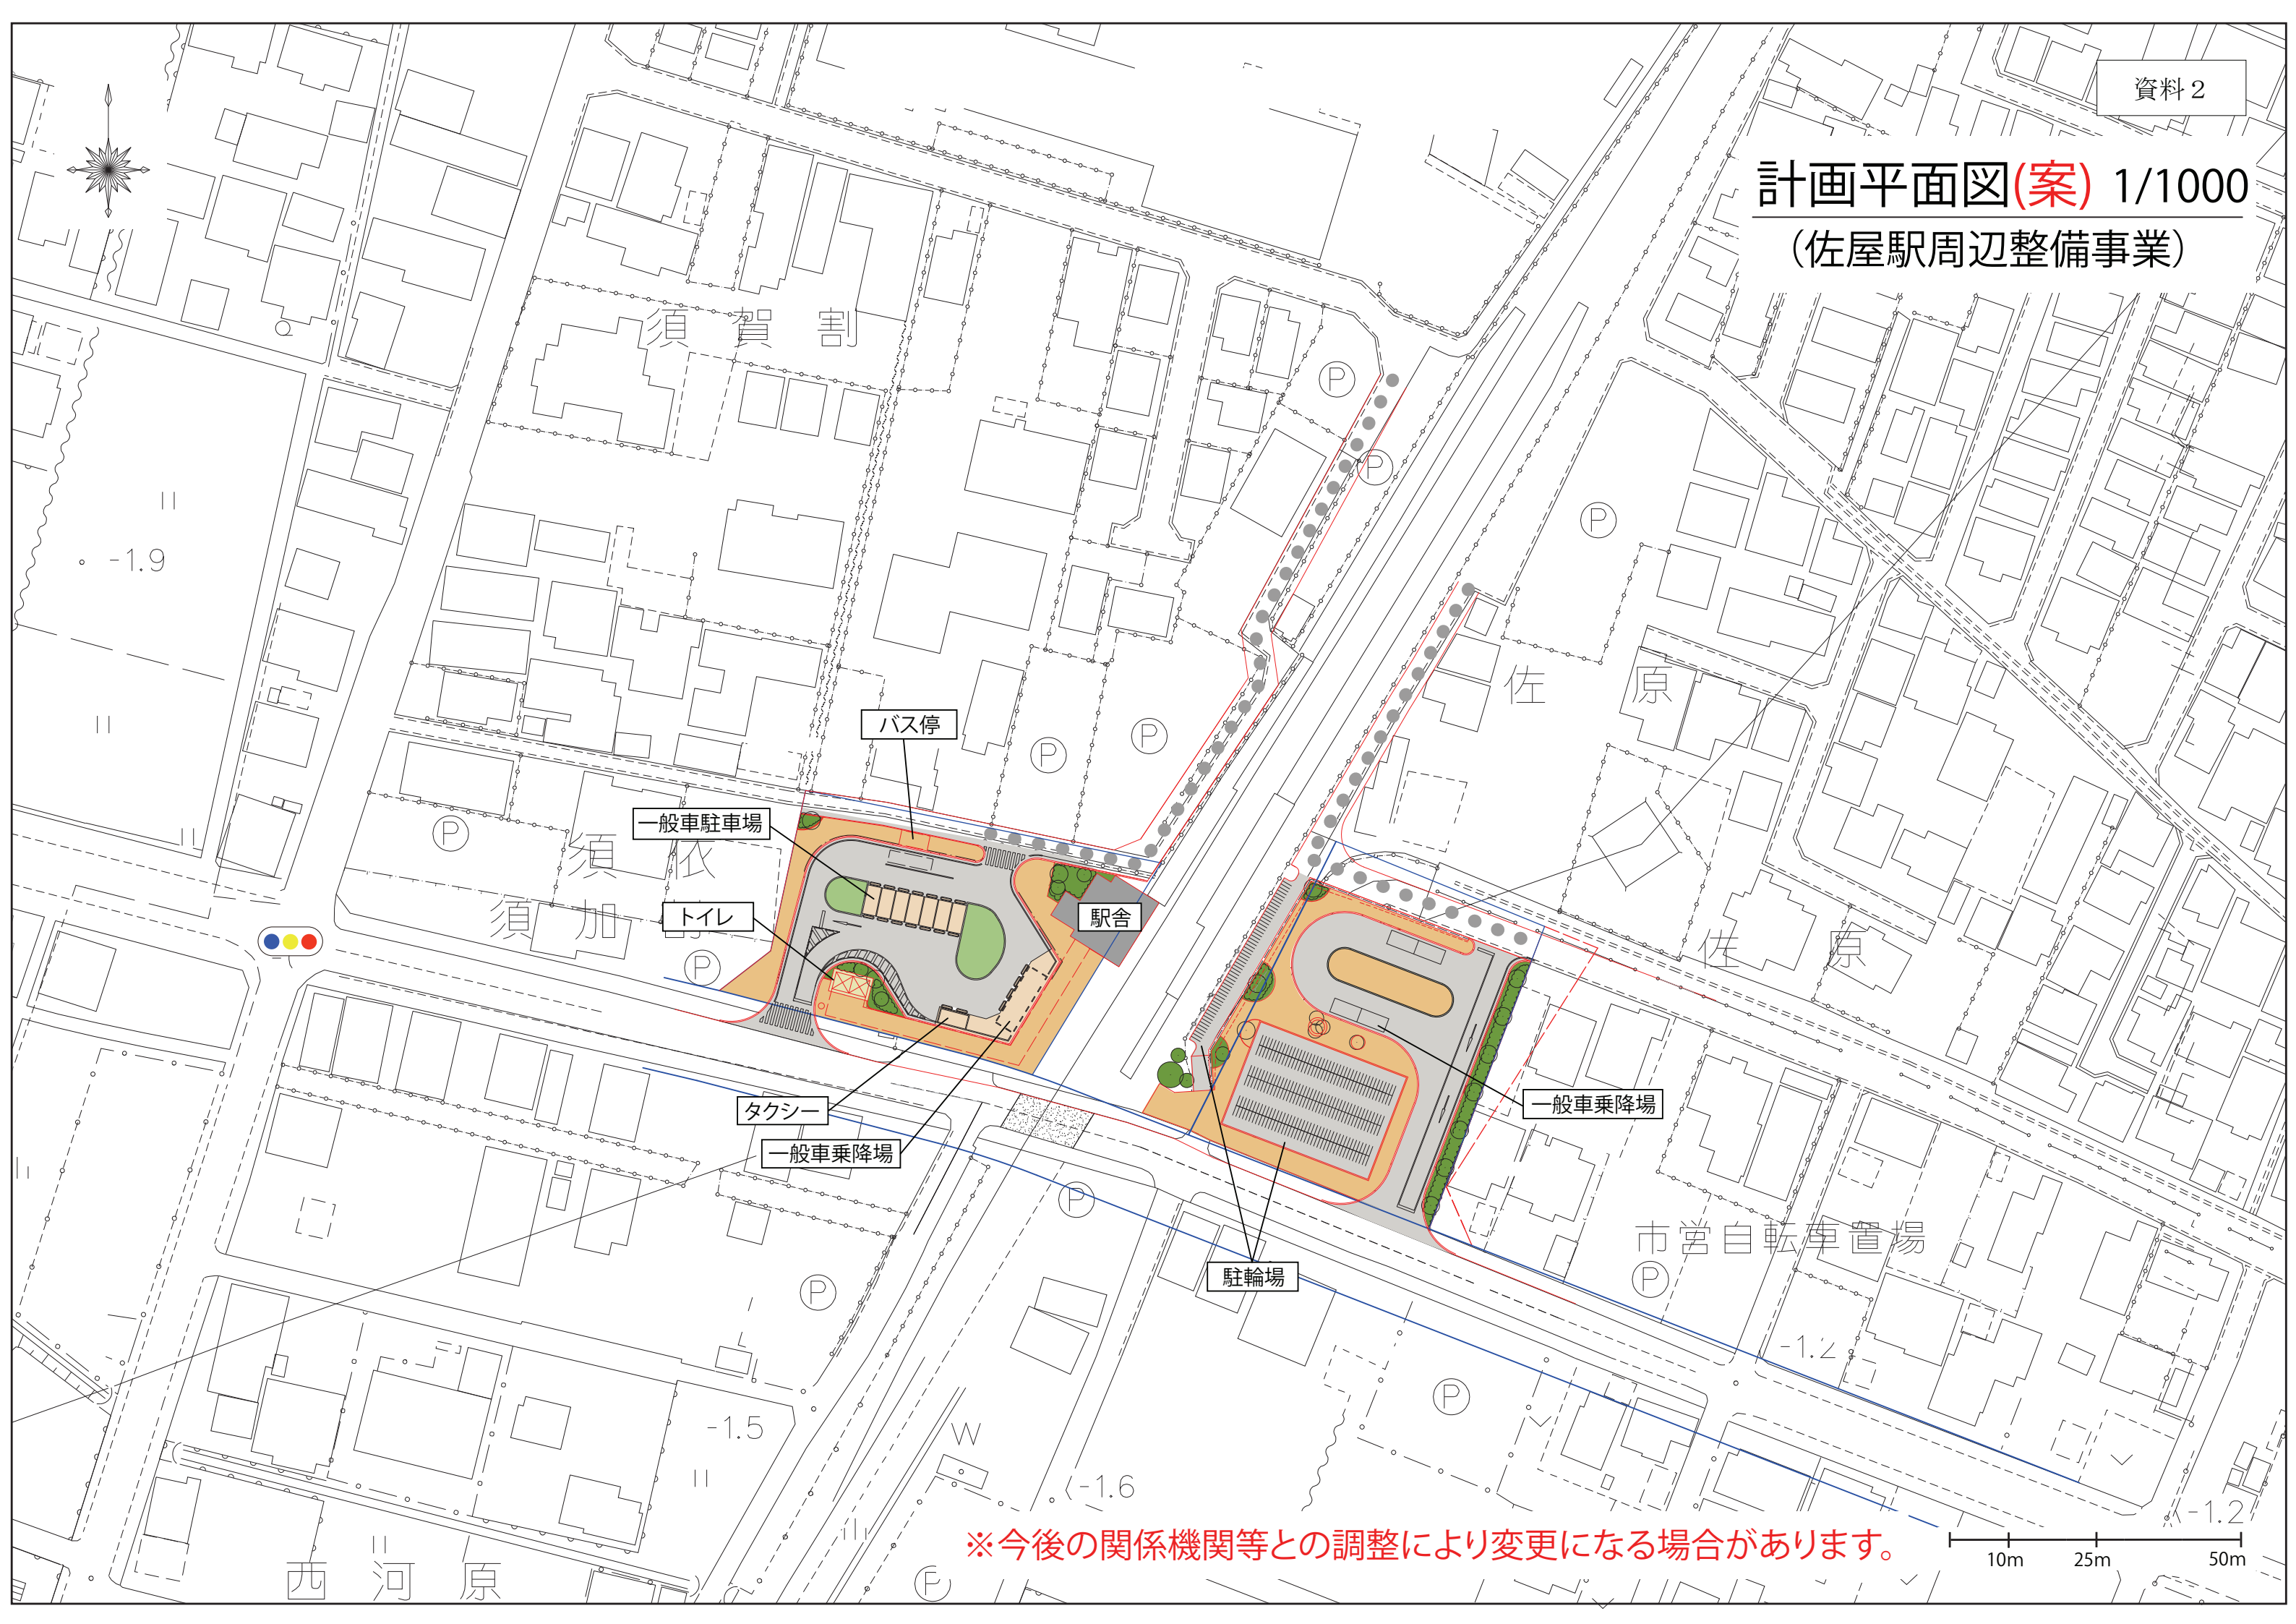 資料2
計画平面図(案) 1/1000
（佐屋駅周辺整備事業）
須 賀 割
P
P
P
-1.9
佐 原
バス停
P
P
一般車駐車場
P
須 依
トイレ
駅舎
須 加
P
佐 原
タクシー
一般車乗降場
一般車乗降場
P
市営自転車置場
駐輪場
P
P
-1.2
P
-1.5
W
-1.6
-1.2
※今後の関係機関等との調整により変更になる場合があります。
10m 25m 50m
西 河 原
P